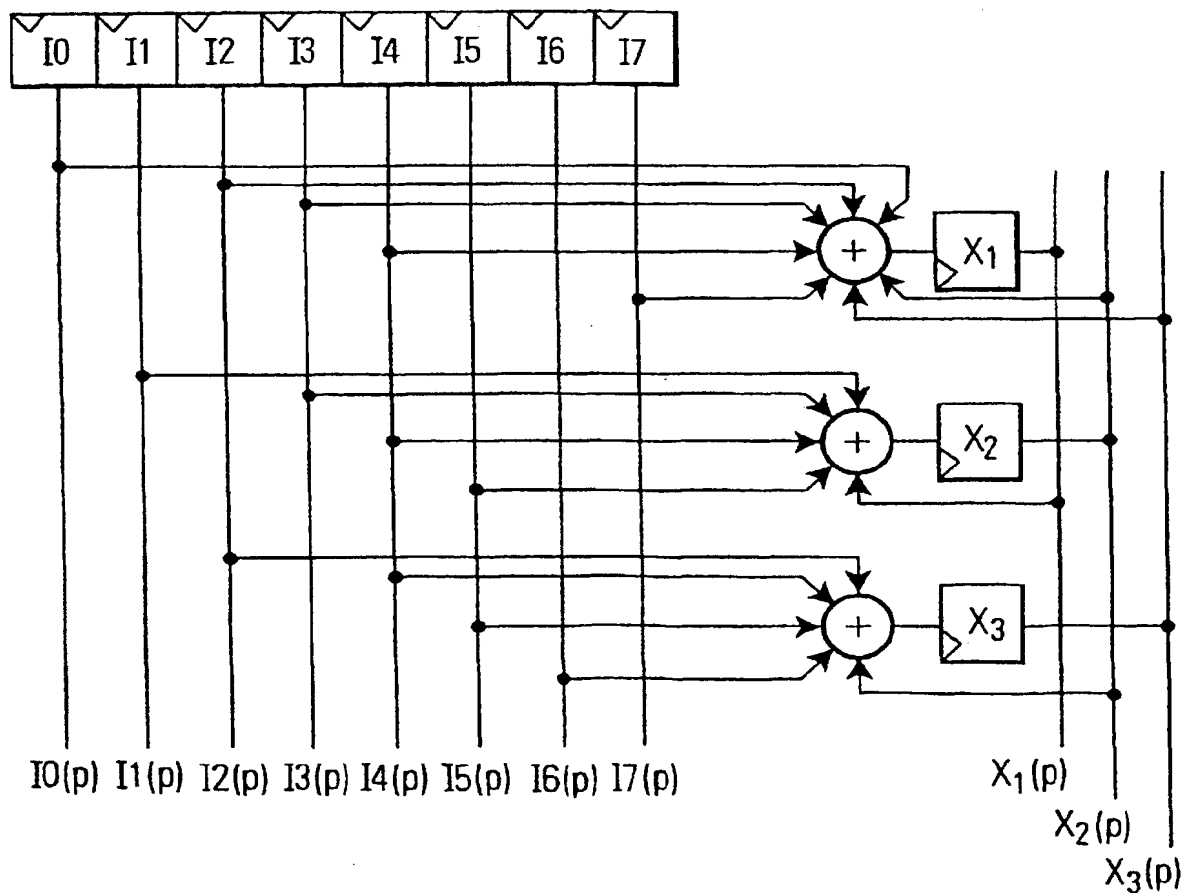 I0 I1 I2 I3 I4 I5 I6 I7
+ X₁
+ X₂
+ X₃
I0(p) I1(p) I2(p) I3(p) I4(p) I5(p) I6(p) I7(p) X₁(p)
X₂(p)
X₃(p)